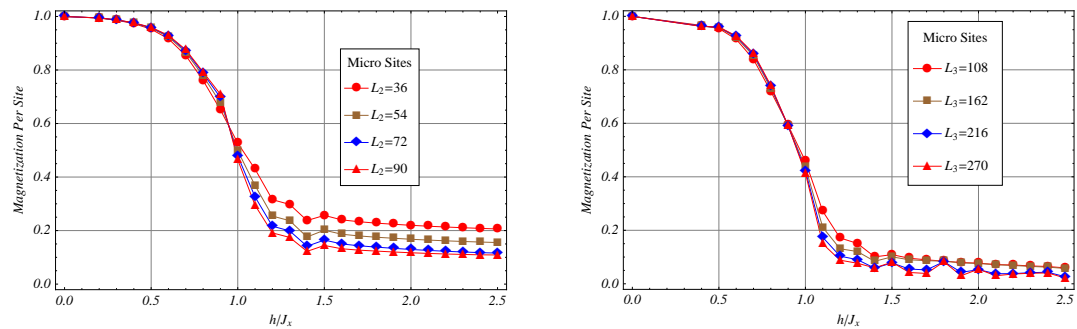 1.0
0.8
0.6
0.4
0.2
0.0
Magnetization Per Site
0.0 0.5 1.0 1.5 2.0 2.5
h/Jₓ
Micro Sites
L₂=36
L₂=54
L₂=72
L₂=90
1.0
0.8
0.6
0.4
0.2
0.0
Magnetization Per Site
0.0 0.5 1.0 1.5 2.0 2.5
h/Jₓ
Micro Sites
L₃=108
L₃=162
L₃=216
L₃=270